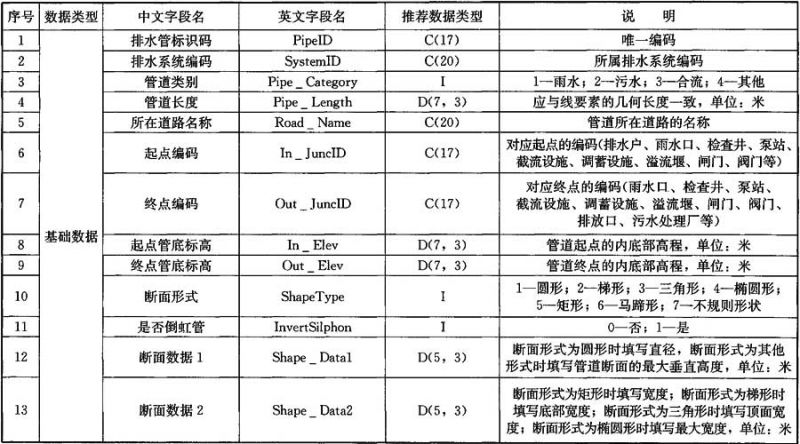 序号 数据类型 中文字段名 英文字段名 推荐数据类型 说 明
1 排水管标识码 PipeID C(17) 唯一编码
2 排水系统编码 SystemID C(20) 所属排水系统编码
3 管道类别 Pipe_Category I 1—雨水；2—污水；3—合流；4—其他
4 管道长度 Pipe_Length D(7，3) 应与线要素的几何长度一致，单位：米
5 所在道路名称 Road_Name C(20) 管道所在道路的名称
6 起点编码 In_JuncID C(17) 对应起点的编码(排水户、雨水口、检查井、泵站、
截流设施、调蓄设施、溢流堰、闸门、阀门等)
7 终点编码 Out_JuncID C(17) 对应终点的编码(雨水口、检查井、泵站、
截流设施、调蓄设施、溢流堰、闸门、阀门、
排放口、污水处理厂等)
基础数据
8 起点管底标高 In_Elev D(7，3) 管道起点的内底部高程，单位：米
9 终点管底标高 Out_Elev D(7，3) 管道终点的内底部高程，单位：米
10 断面形式 ShapeType I 1—圆形；2—梯形；3—三角形；4—椭圆形；
5—矩形；6—马蹄形；7—不规则形状
11 是否倒虹管 InvertSilphon I 0—否；1—是
12 断面数据1 Shape_Data1 D(5，3) 断面形式为圆形时填写直径，断面形式为其他
形式时填写管道断面的最大垂直高度，单位：米
13 断面数据2 Shape_Data2 D(5，3) 断面形式为矩形时填写宽度；断面形式为梯形时
填写底部宽度；断面形式为三角形时填写顶面宽
度；断面形式为椭圆形时填写最大宽度，单位：米